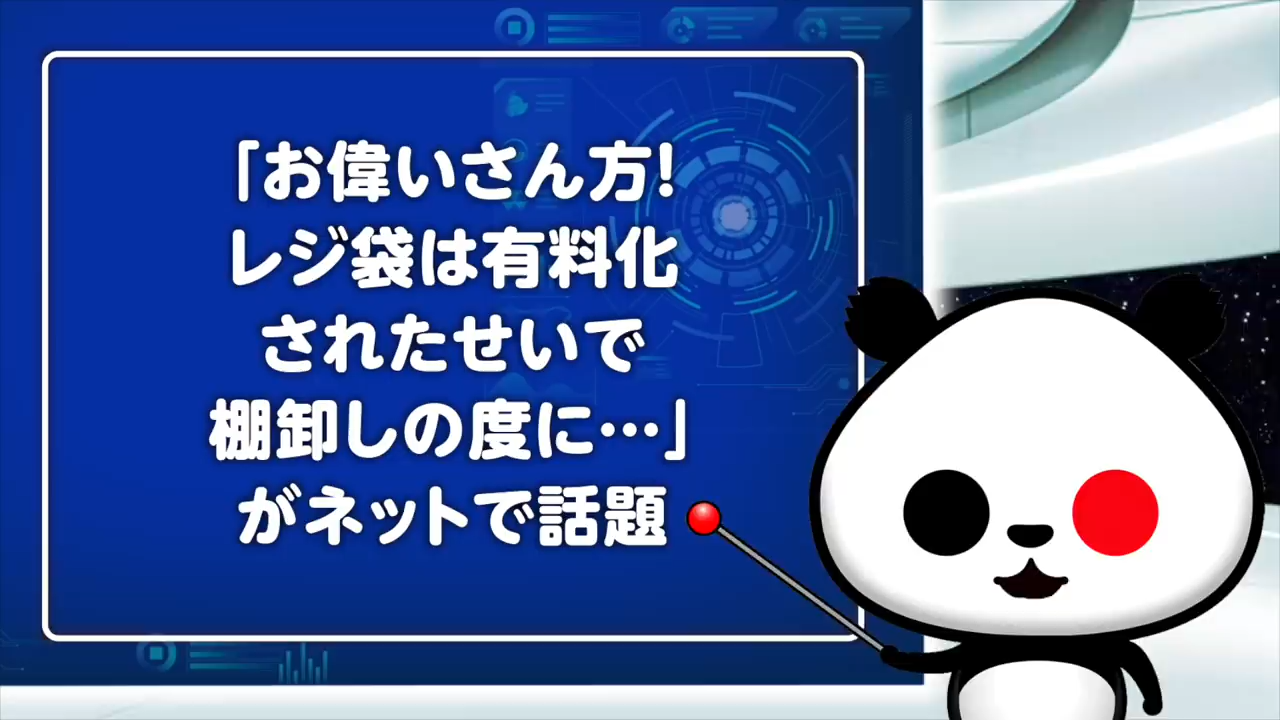 「お偉いさん方!
レジ袋は有料化
されたせいで
棚卸しの度に…」
がネットで話題